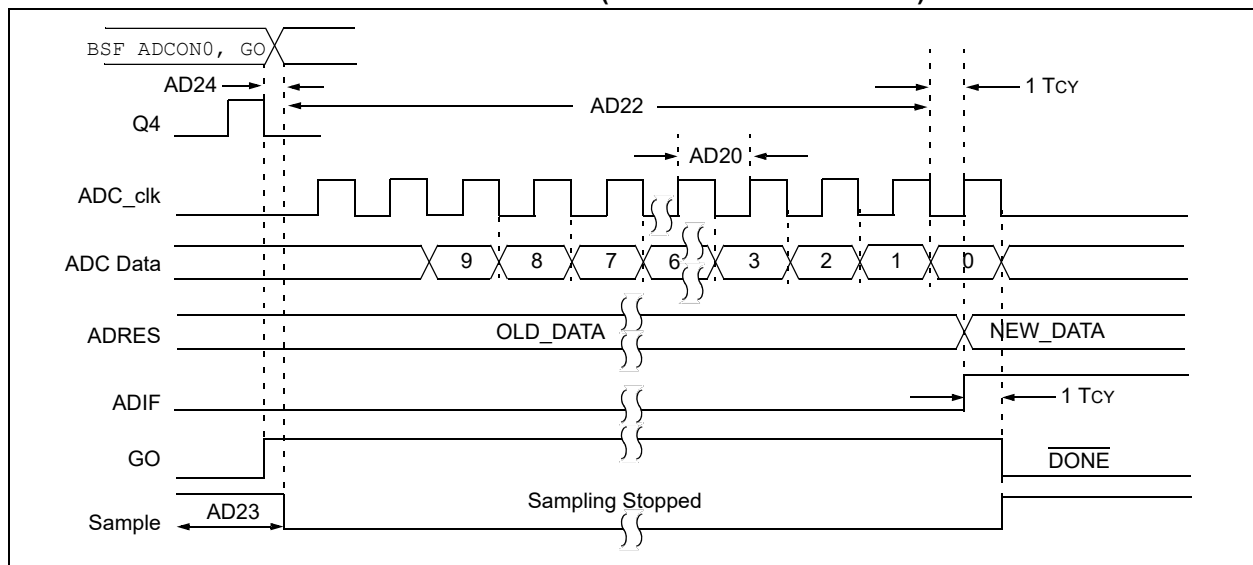 BSF ADCON0, GO
AD24
1 TCY
AD22
Q4
AD20
ADC_clk
ADC Data 9 8 7 6 3 2 1 0
ADRES OLD_DATA NEW_DATA
ADIF 1 TCY
GO DONE
Sampling Stopped
Sample AD23